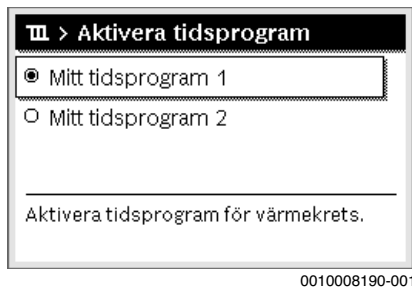 > Aktivera tidsprogram
Mitt tidsprogram 1
Mitt tidsprogram 2
Aktivera tidsprogram för värmekrets.
0010008190-001